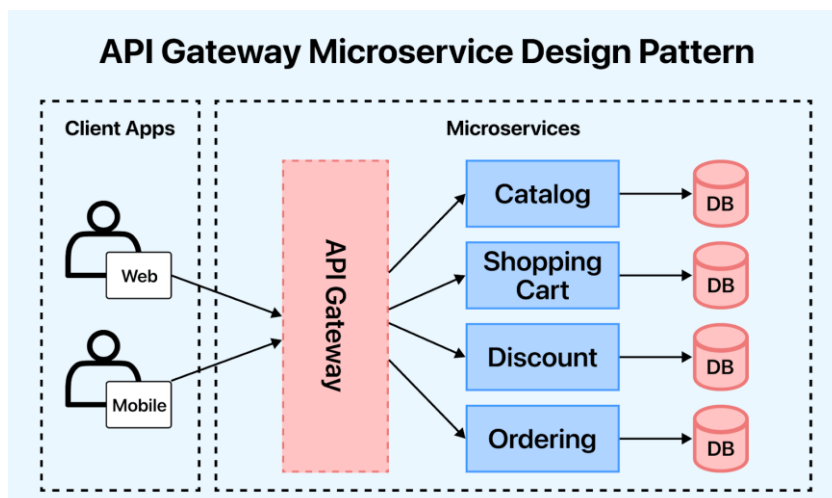 API Gateway Microservice Design Pattern
Client Apps
Web
Mobile
Microservices
API Gateway
Catalog
DB
Shopping
Cart
DB
Discount
DB
Ordering
DB